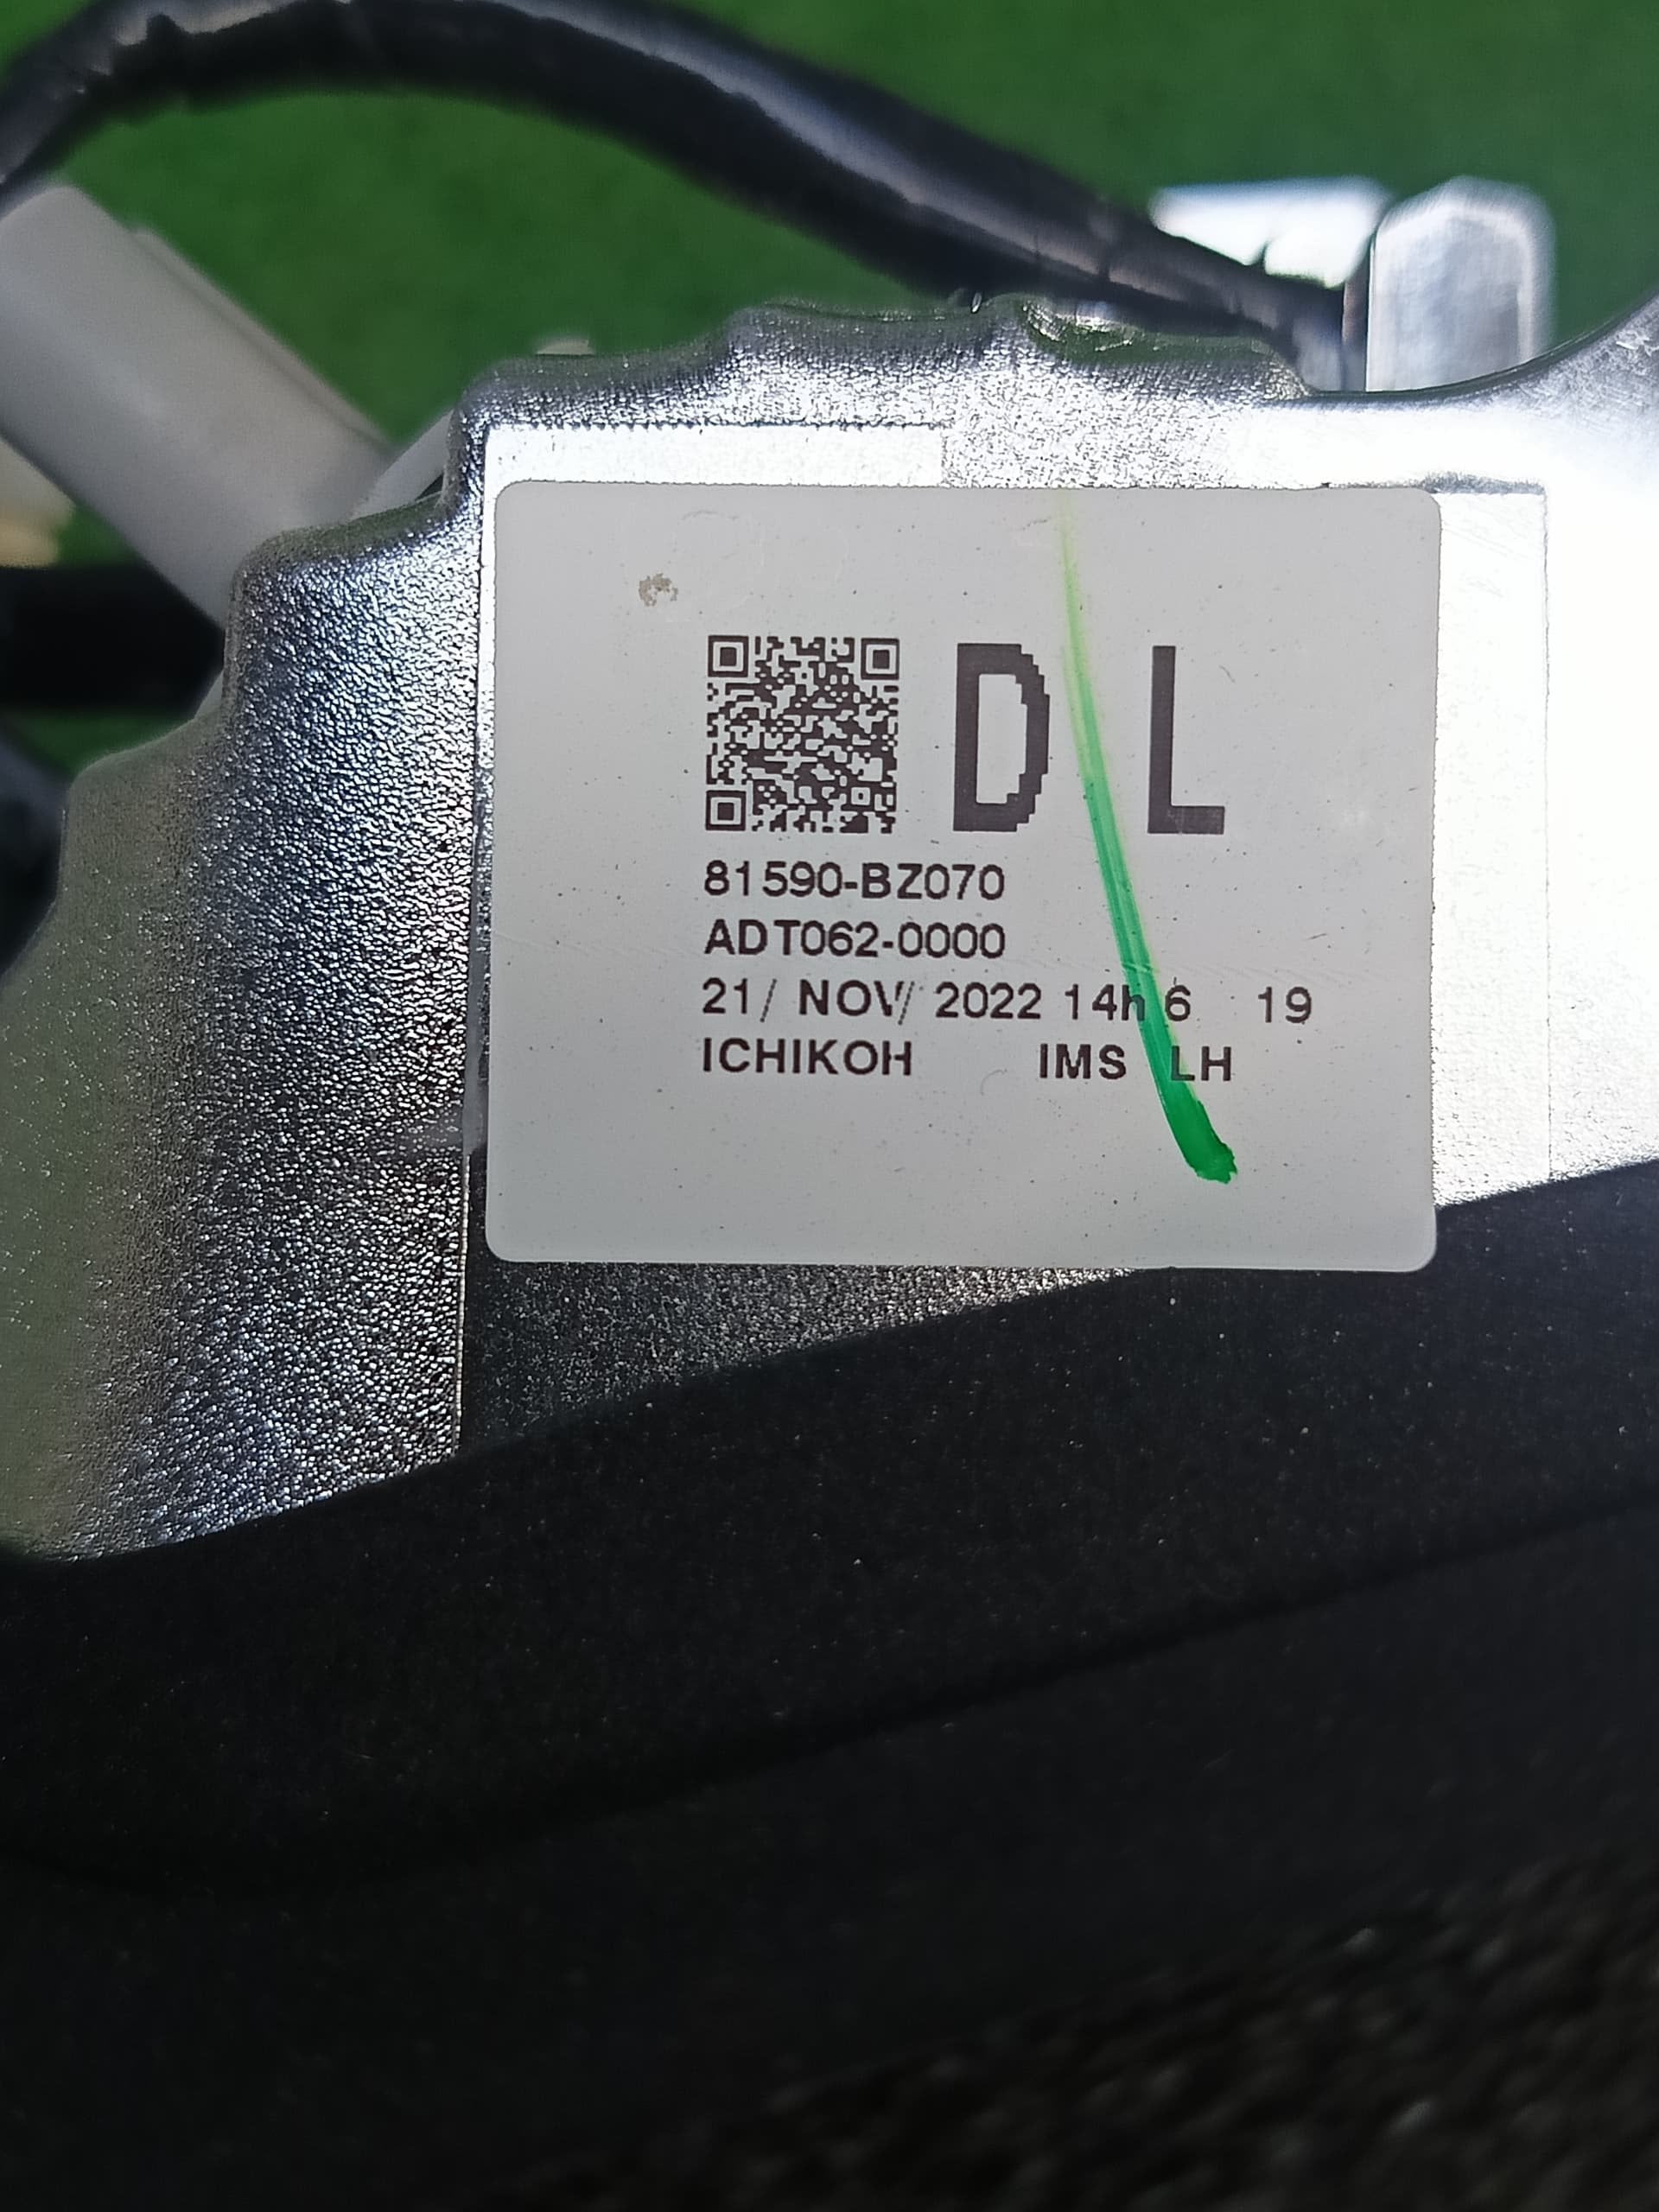 D L
81590-BZ070
ADT062-0000
21/ NOV/ 2022 14h 6 19
ICHIKOH IMS LH